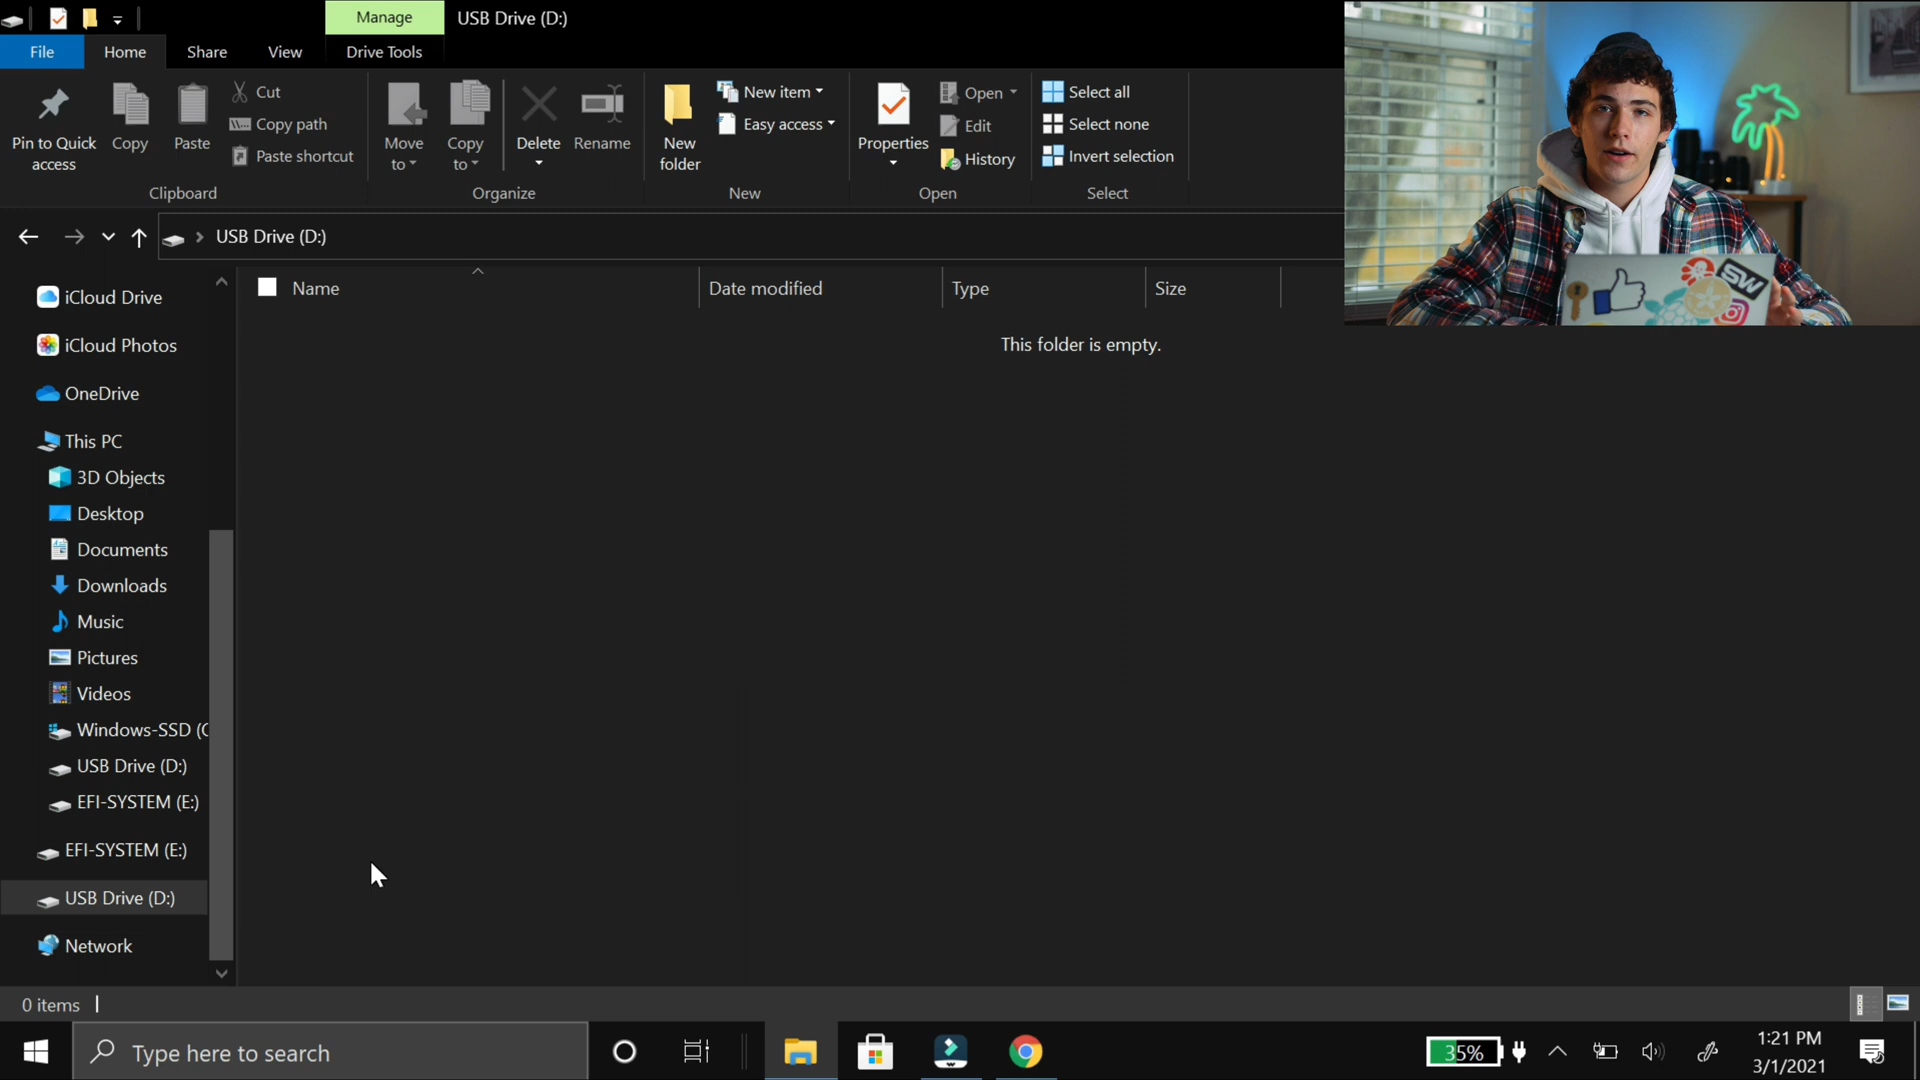 Manage
USB Drive (D:)
File
Home
Share
View
Drive Tools
Pin to Quick
access
Copy
Paste
Cut
Copy path
Paste shortcut
Clipboard
Move
to
Copy
to
Delete
Rename
Organize
New
folder
New item
Easy access
New
Properties
Open
Edit
History
Open
Select all
Select none
Invert selection
Select
USB Drive (D:)
Name
Date modified
Type
Size
This folder is empty.
iCloud Drive
iCloud Photos
OneDrive
This PC
3D Objects
Desktop
Documents
Downloads
Music
Pictures
Videos
Windows-SSD (C
USB Drive (D:)
EFI-SYSTEM (E:)
EFI-SYSTEM (E:)
USB Drive (D:)
Network
0 items
Type here to search
35%
1:21 PM
3/1/2021
SW